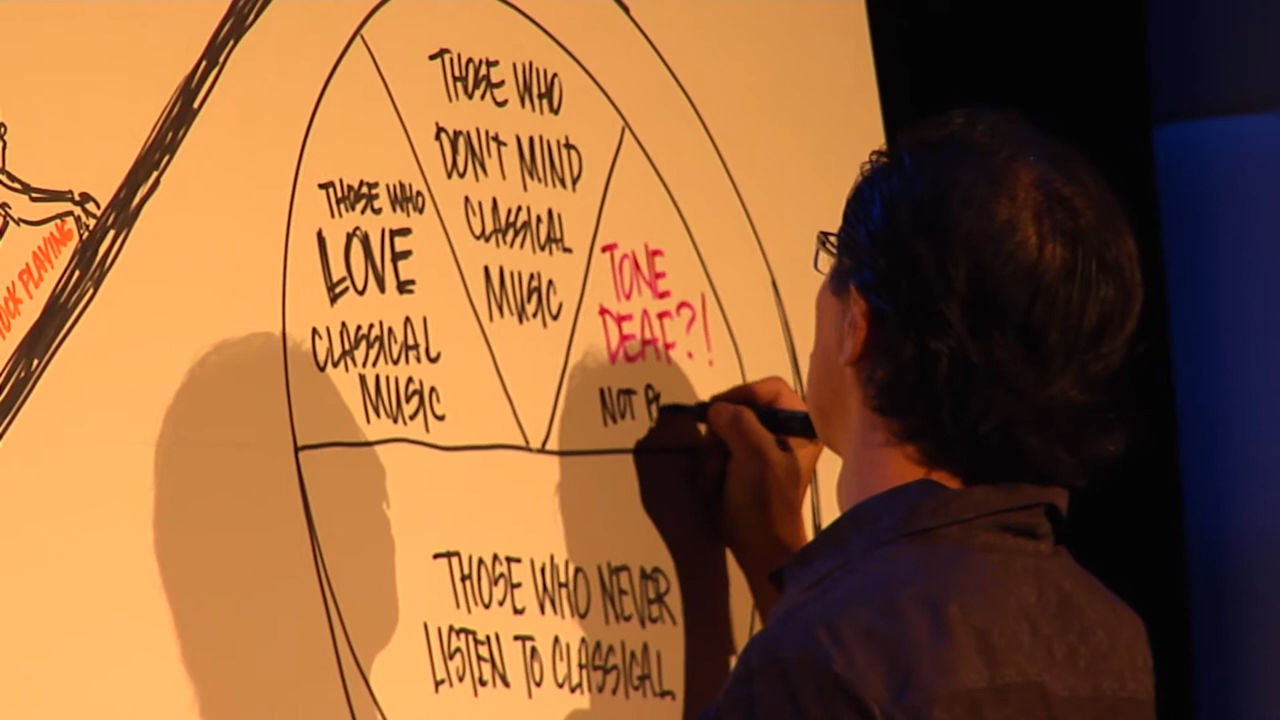 THOSE WHO
DON'T MIND
CLASSICAL
MUSIC
THOSE WHO
LOVE
CLASSICAL
MUSIC
TONE
DEAF?!
NOT
THOSE WHO NEVER
LISTEN TO CLASSICAL
PLAYING